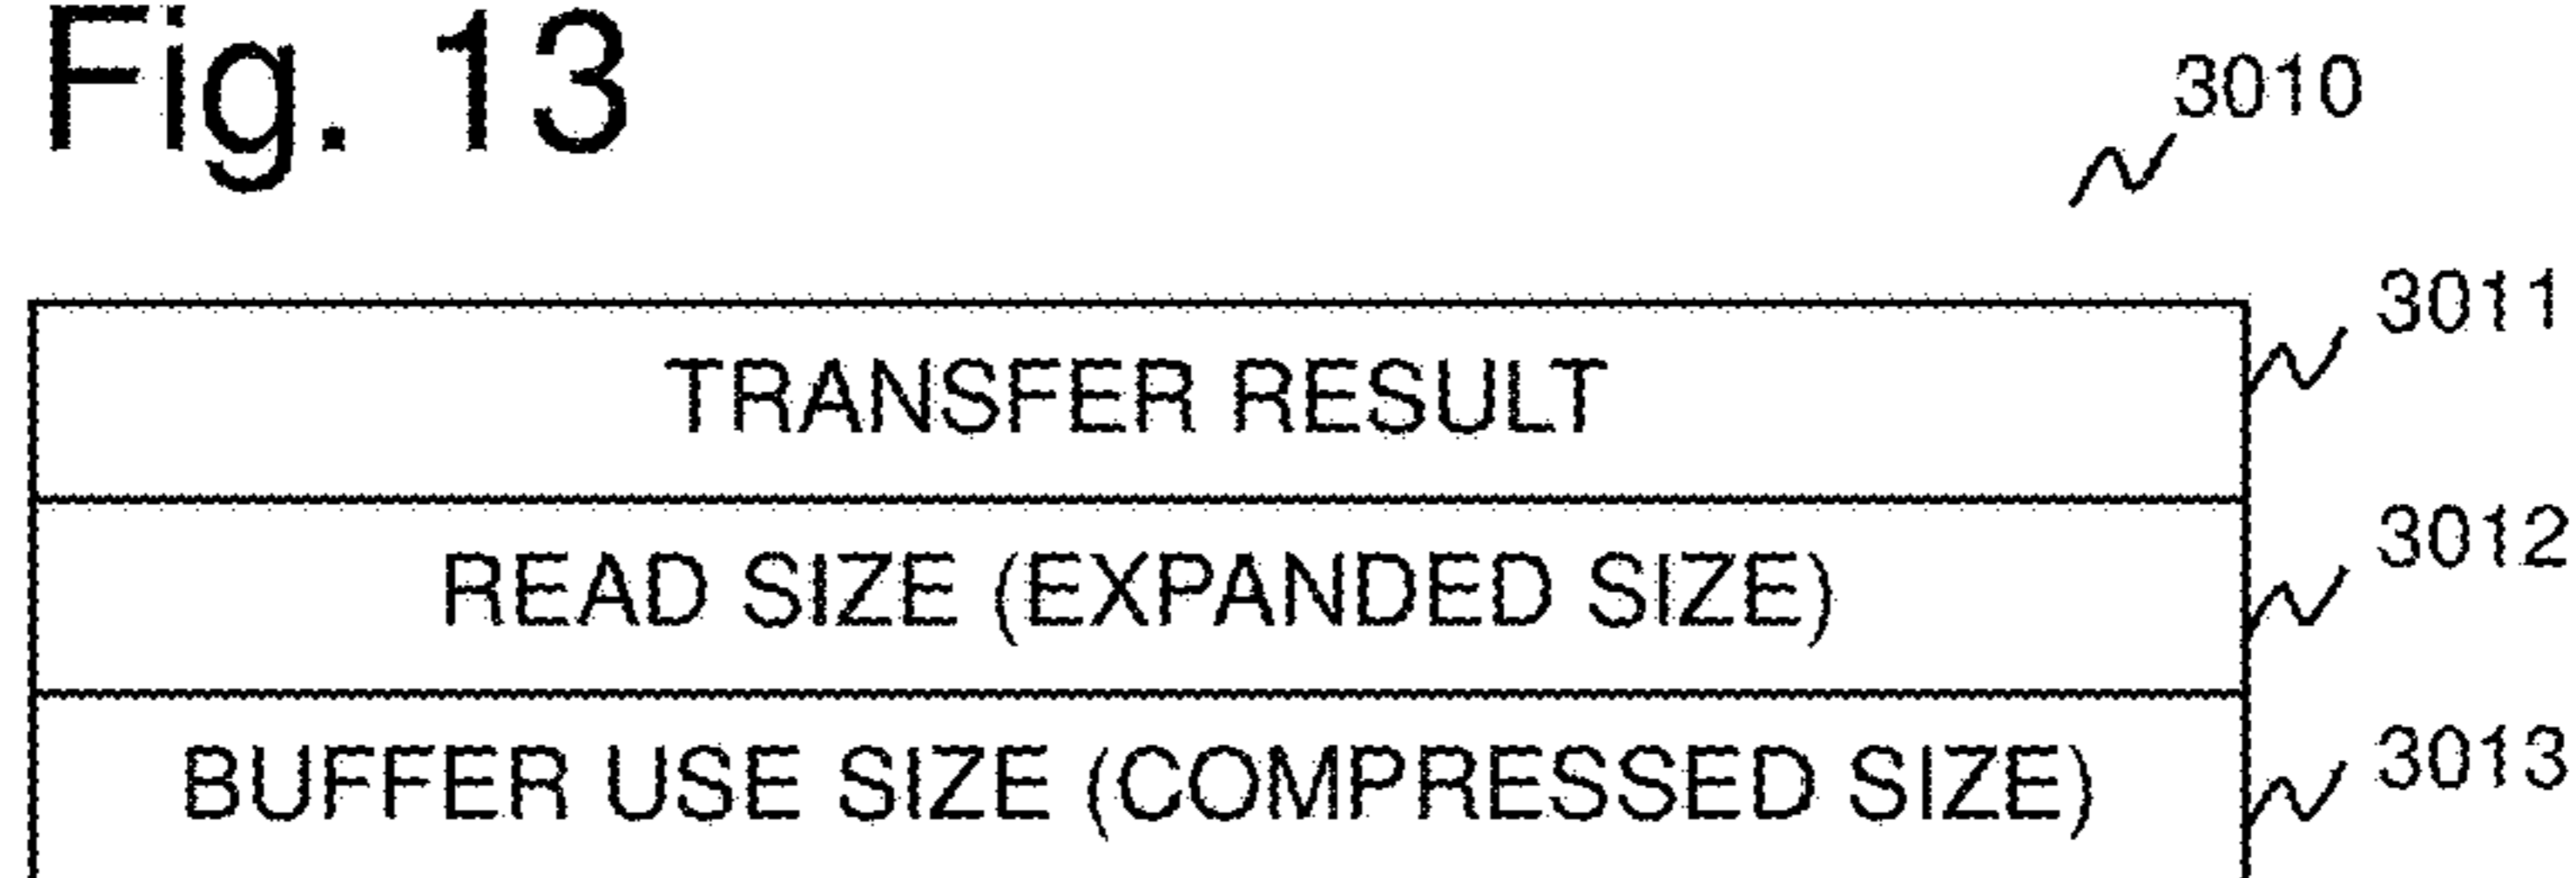 Fig. 13
3010
TRANSFER RESULT
3011
READ SIZE (EXPANDED SIZE)
3012
BUFFER USE SIZE (COMPRESSED SIZE)
3013